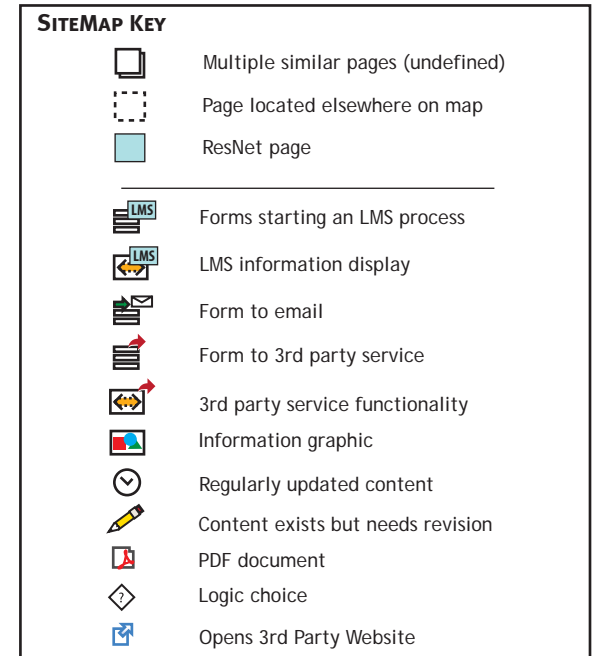 SITEMAP KEY
Multiple similar pages (undefined)
Page located elsewhere on map
ResNet page
LMS
Forms starting an LMS process
LMS
LMS information display
Form to email
Form to 3rd party service
3rd party service functionality
Information graphic
Regularly updated content
Content exists but needs revision
PDF document
?
Logic choice
Opens 3rd Party Website